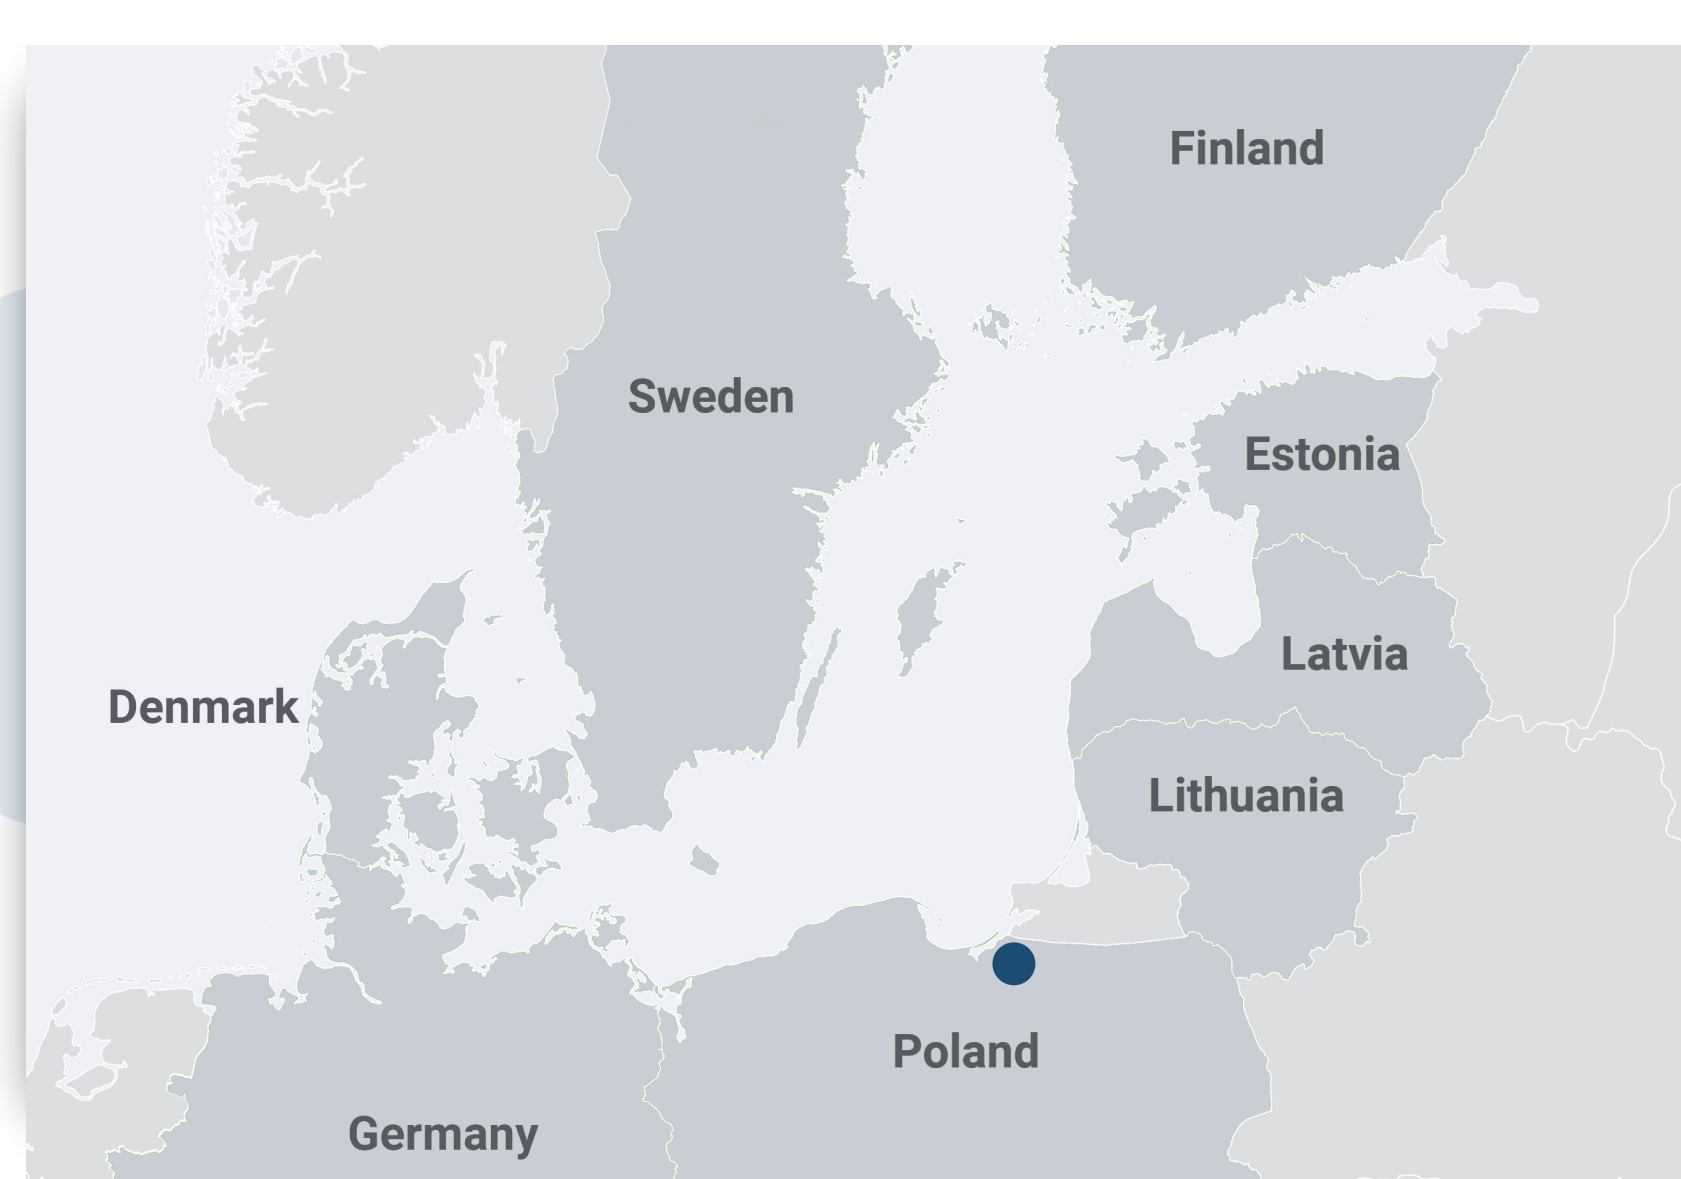 Finland
Sweden
Estonia
Latvia
Denmark
Lithuania
Poland
Germany